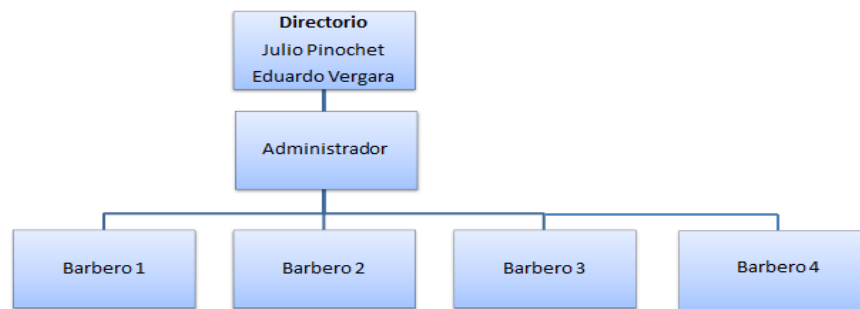 Directorio
Julio Pinochet
Eduardo Vergara
Administrador
Barbero 1
Barbero 2
Barbero 3
Barbero 4